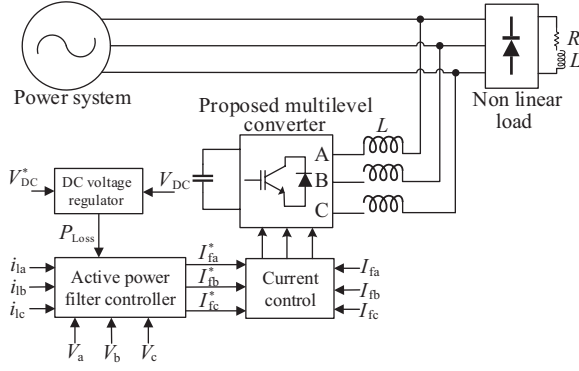 R
L
Power system
Non linear
load
Proposed multilevel
converter
L
A
B
C
V*DC
DC voltage
regulator
VDC
PLoss
ila
ilb
ilc
Active power
filter controller
I*fa
I*fb
I*fc
Current
control
Ifa
Ifb
Ifc
Va
Vb
Vc